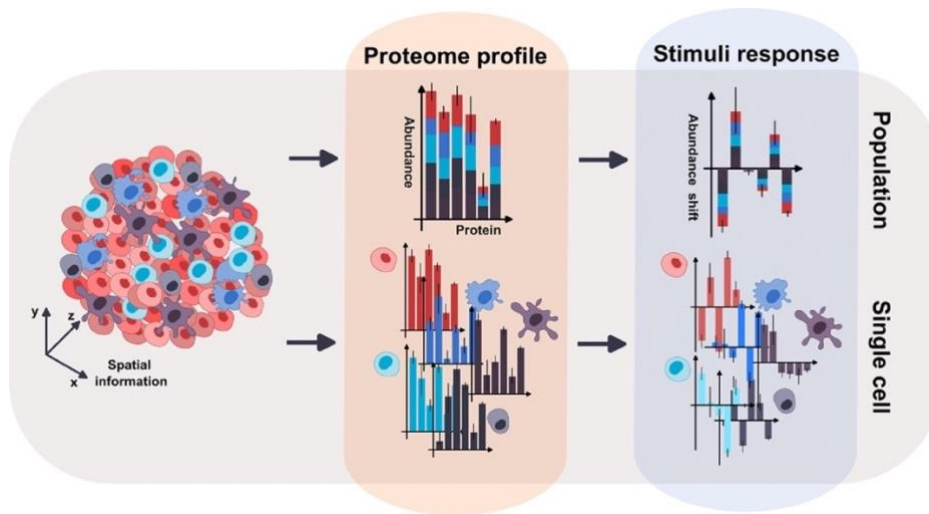 Proteome profile
Stimuli response
Abundance
Protein
Abundance shift
Population
y
z
x
Spatial
information
Single cell